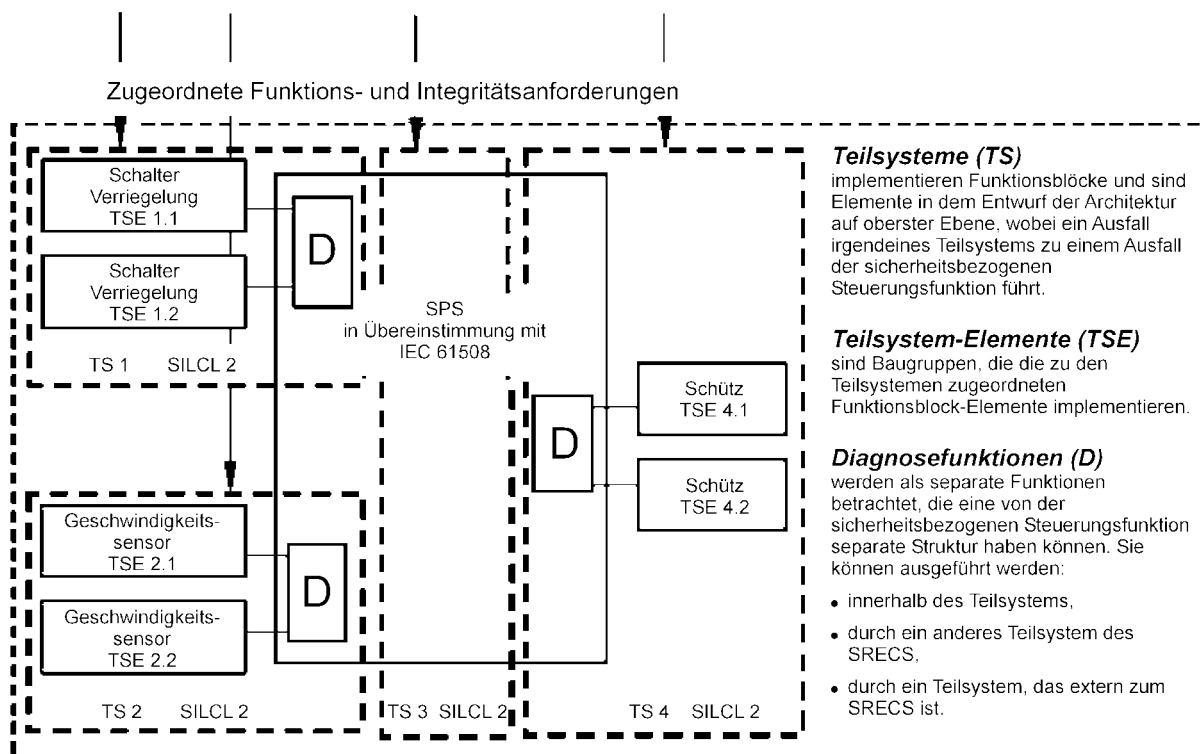 Zugeordnete Funktions- und Integritätsanforderungen
Schalter
Verriegelung
TSE 1.1
D
Schalter
Verriegelung
TSE 1.2
TS 1 SILCL 2
Geschwindigkeits-
sensor
TSE 2.1
D
Geschwindigkeits-
sensor
TSE 2.2
TS 2 SILCL 2
SPS
in Übereinstimmung mit
IEC 61508
TS 3 SILCL 2
D
Schütz
TSE 4.1
Schütz
TSE 4.2
TS 4 SILCL 2
Teilsysteme (TS)
implementieren Funktionsblöcke und sind
Elemente in dem Entwurf der Architektur
auf oberster Ebene, wobei ein Ausfall
irgendeines Teilsystems zu einem Ausfall
der sicherheitsbezogenen
Steuerungsfunktion führt.
Teilsystem-Elemente (TSE)
sind Baugruppen, die die zu den
Teilsystemen zugeordneten
Funktionsblock-Elemente implementieren.
Diagnosefunktionen (D)
werden als separate Funktionen
betrachtet, die eine von der
sicherheitsbezogenen Steuerungsfunktion
separate Struktur haben können. Sie
können ausgeführt werden:
• innerhalb des Teilsystems,
• durch ein anderes Teilsystem des
SRECS,
• durch ein Teilsystem, das extern zum
SRECS ist.